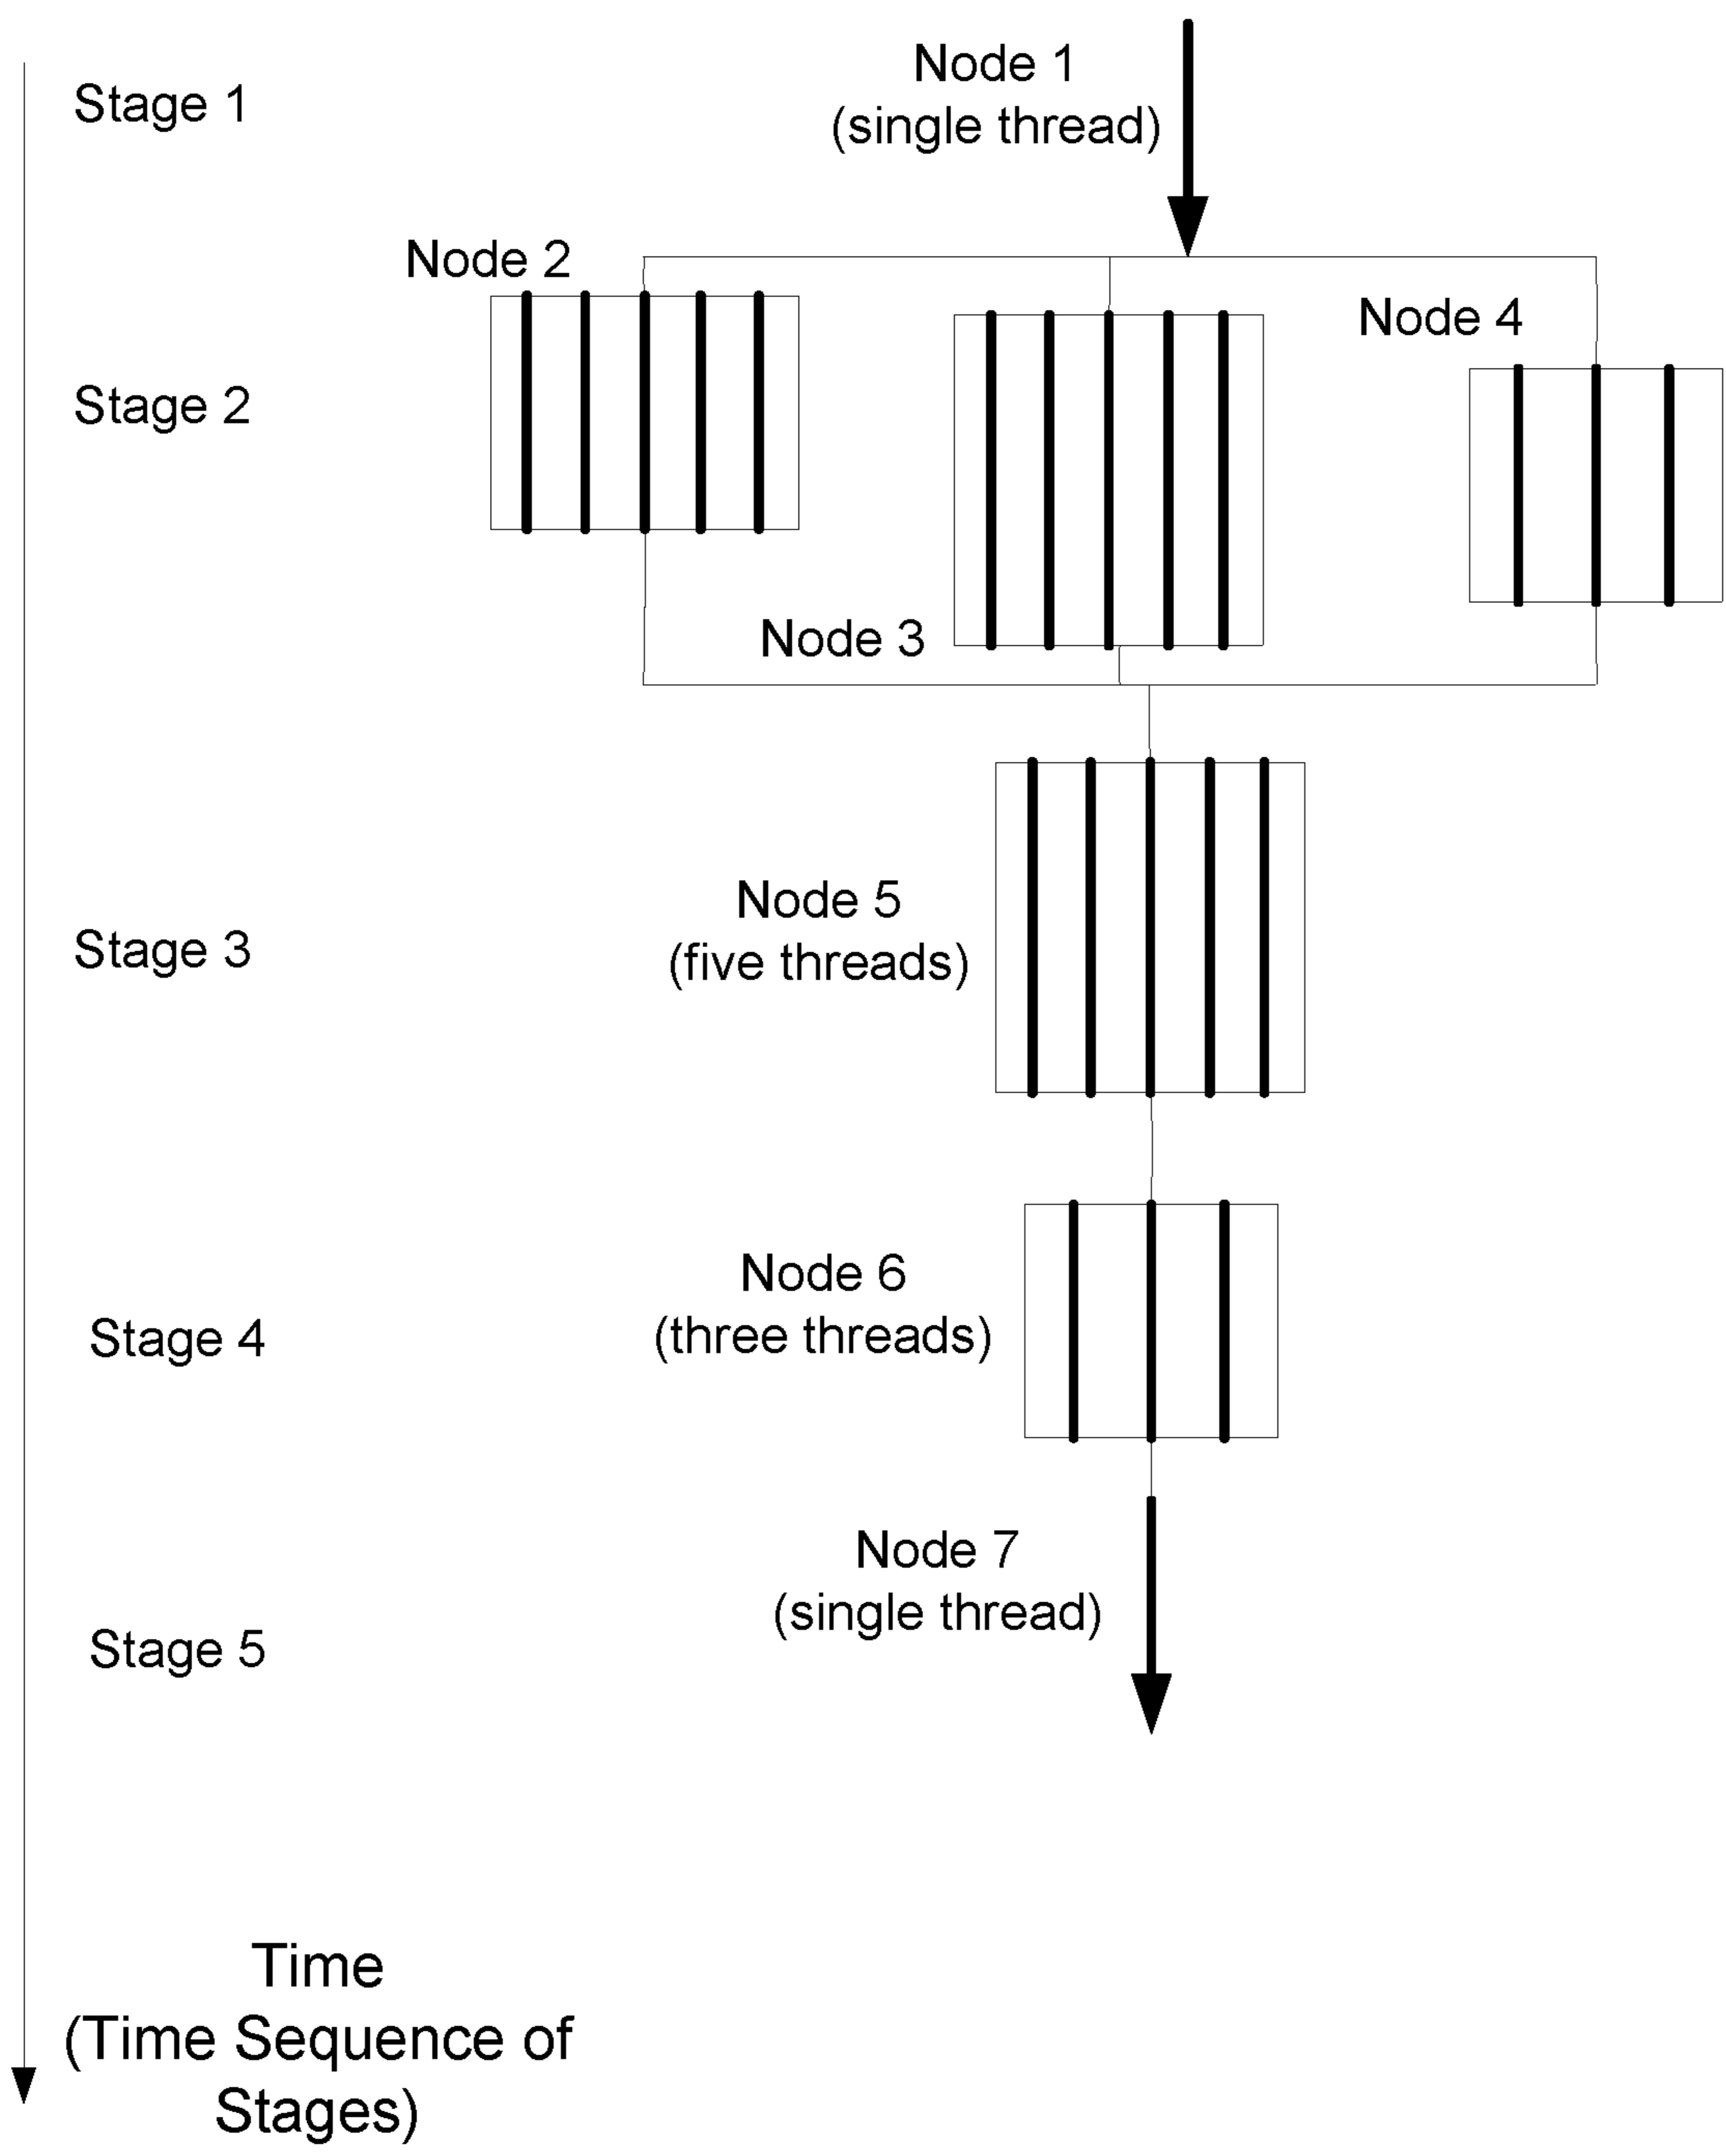 Node 1
(single thread)
Stage 1
Node 2
Node 4
Stage 2
Node 3
Node 5
(five threads)
Stage 3
Node 6
(three threads)
Stage 4
Node 7
(single thread)
Stage 5
Time
(Time Sequence of
Stages)